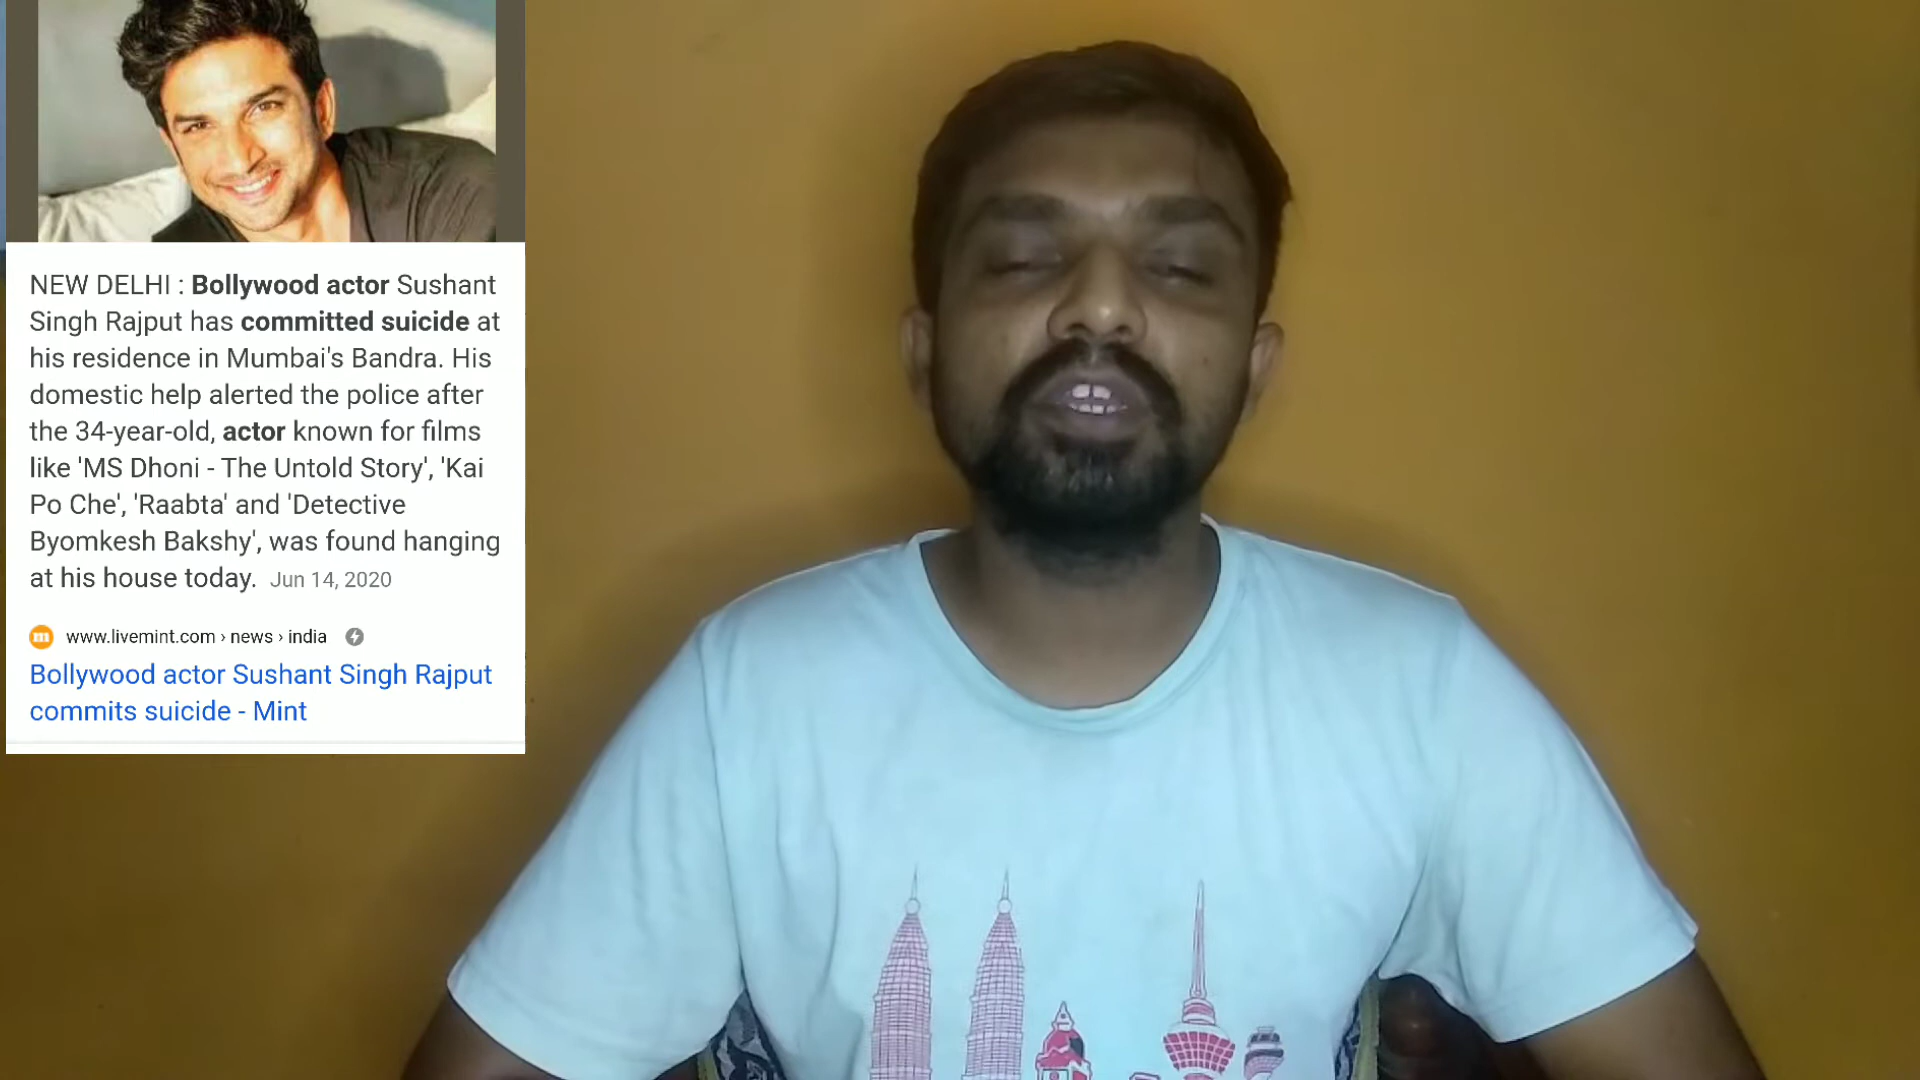 NEW DELHI : Bollywood actor Sushant
Singh Rajput has committed suicide at
his residence in Mumbai's Bandra. His
domestic help alerted the police after
the 34-year-old, actor known for films
like 'MS Dhoni - The Untold Story', 'Kai
Po Che', 'Raabta' and 'Detective
Byomkesh Bakshy', was found hanging
at his house today. Jun 14, 2020
m www.livemint.com › news › india
Bollywood actor Sushant Singh Rajput
commits suicide - Mint